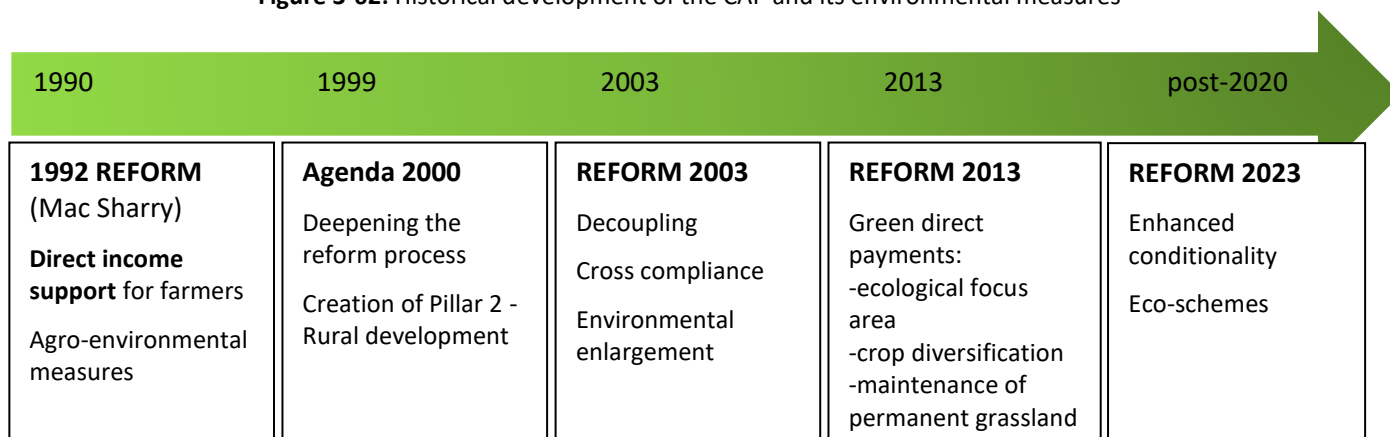 Figure 3-02: Historical development of the CAP and its environmental measures
1990
1999
2003
2013
post-2020
1992 REFORM
(Mac Sharry)
Direct income
support for farmers
Agro-environmental
measures
Agenda 2000
Deepening the
reform process
Creation of Pillar 2 -
Rural development
REFORM 2003
Decoupling
Cross compliance
Environmental
enlargement
REFORM 2013
Green direct
payments:
-ecological focus
area
-crop diversification
-maintenance of
permanent grassland
REFORM 2023
Enhanced
conditionality
Eco-schemes